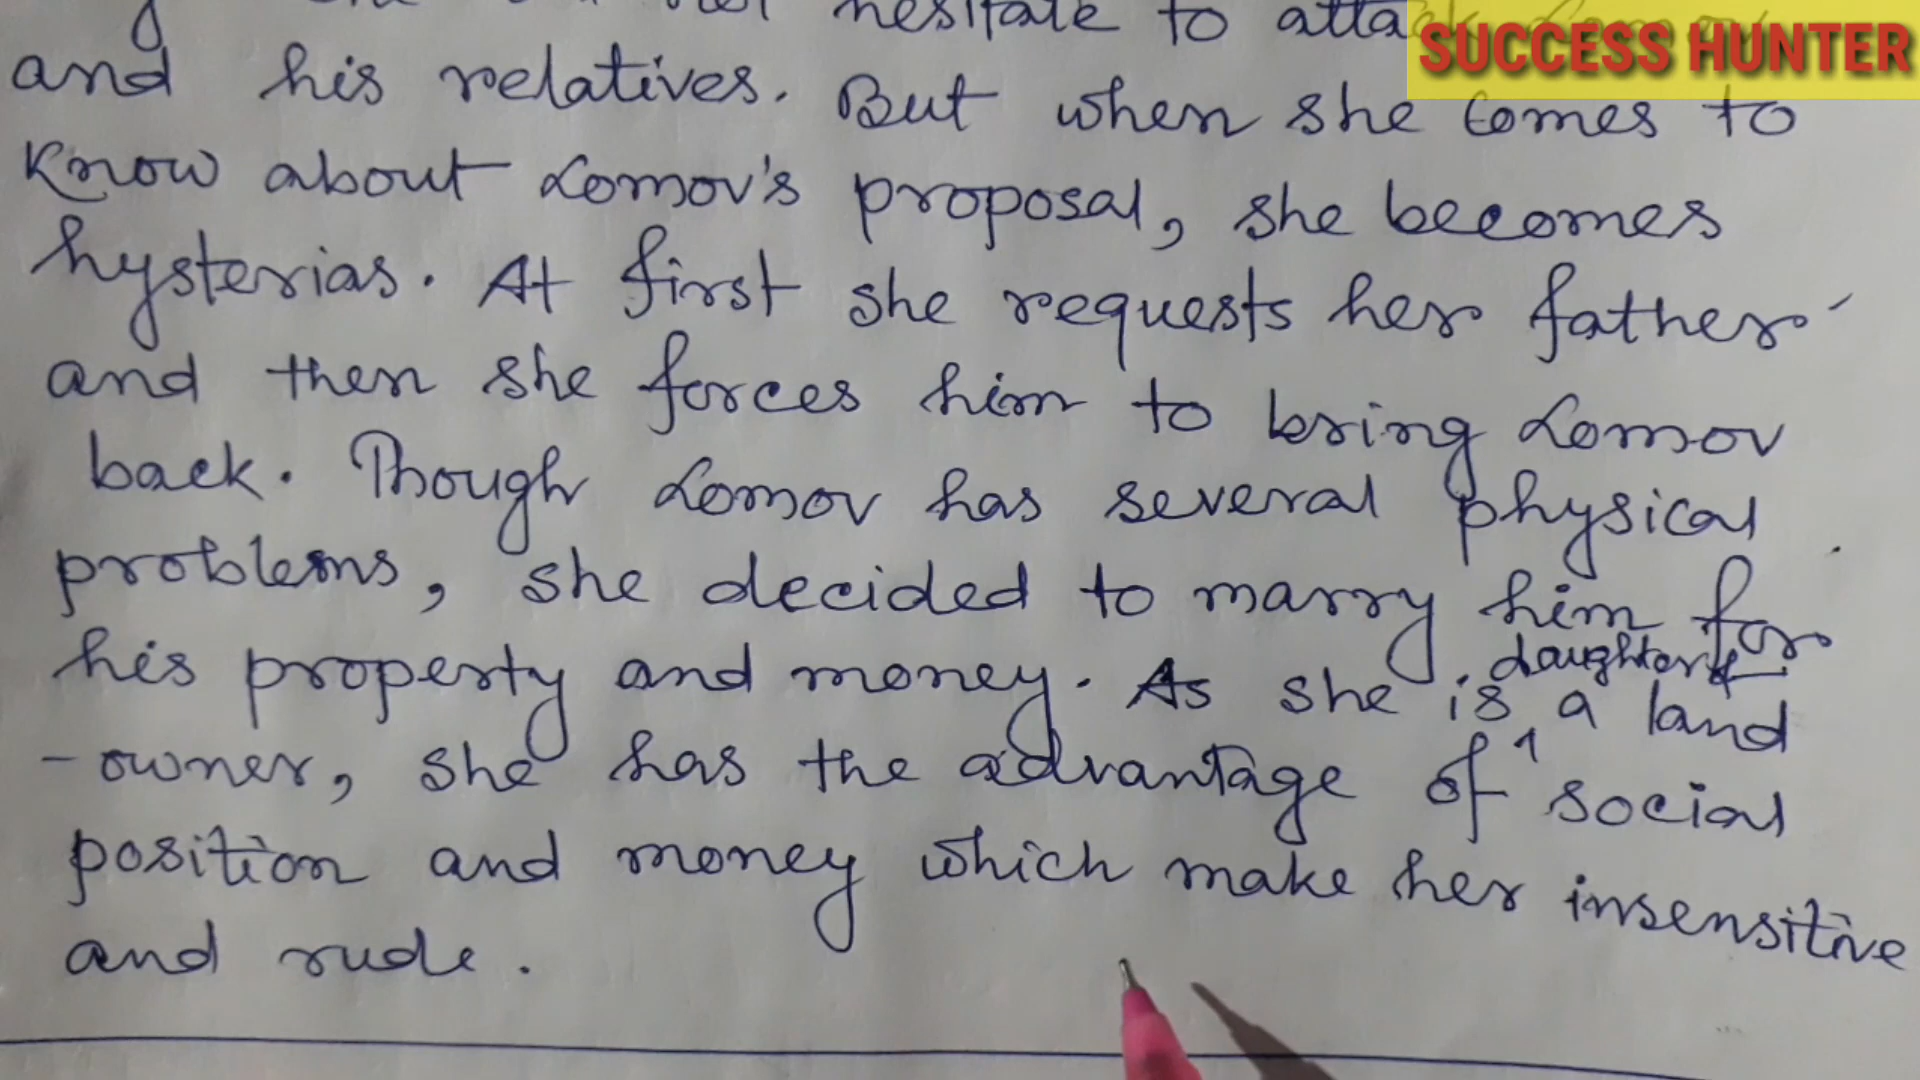 hesitate to attack
SUCCESS HUNTER
and his relatives. But when she comes to
know about Lomov's proposal, she becomes
hysterias. At first she requests her father
and then she forces him to bring Lomov
back. Though Lomov has several physical
problems, she decided to marry him for
his property and money. As she is daughter of a land
-owner, she has the advantage of social
position and money which make her insensitive
and rude.